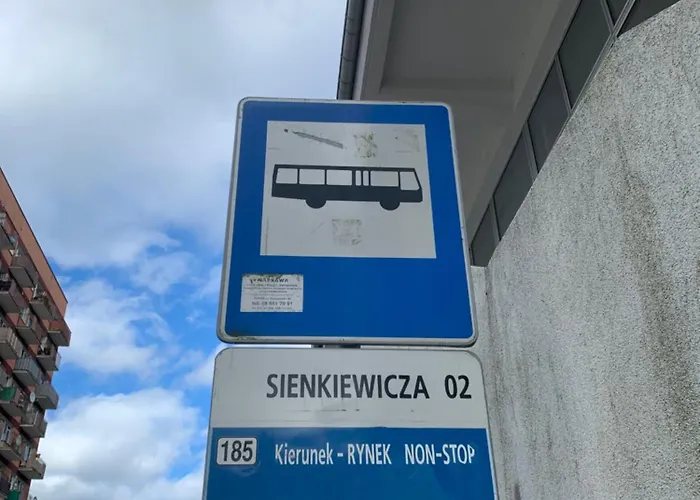 SIENKIEWICZA 02
185 Kierunek - RYNEK NON-STOP